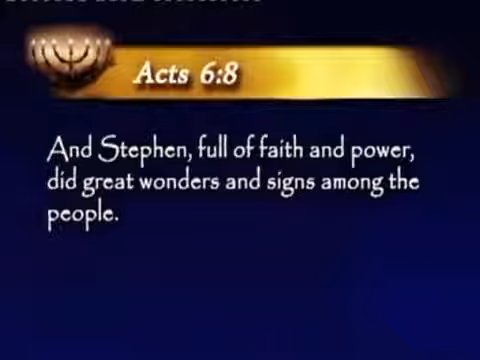 Acts 6:8
And Stephen, full of faith and power,
did great wonders and signs among the
people.